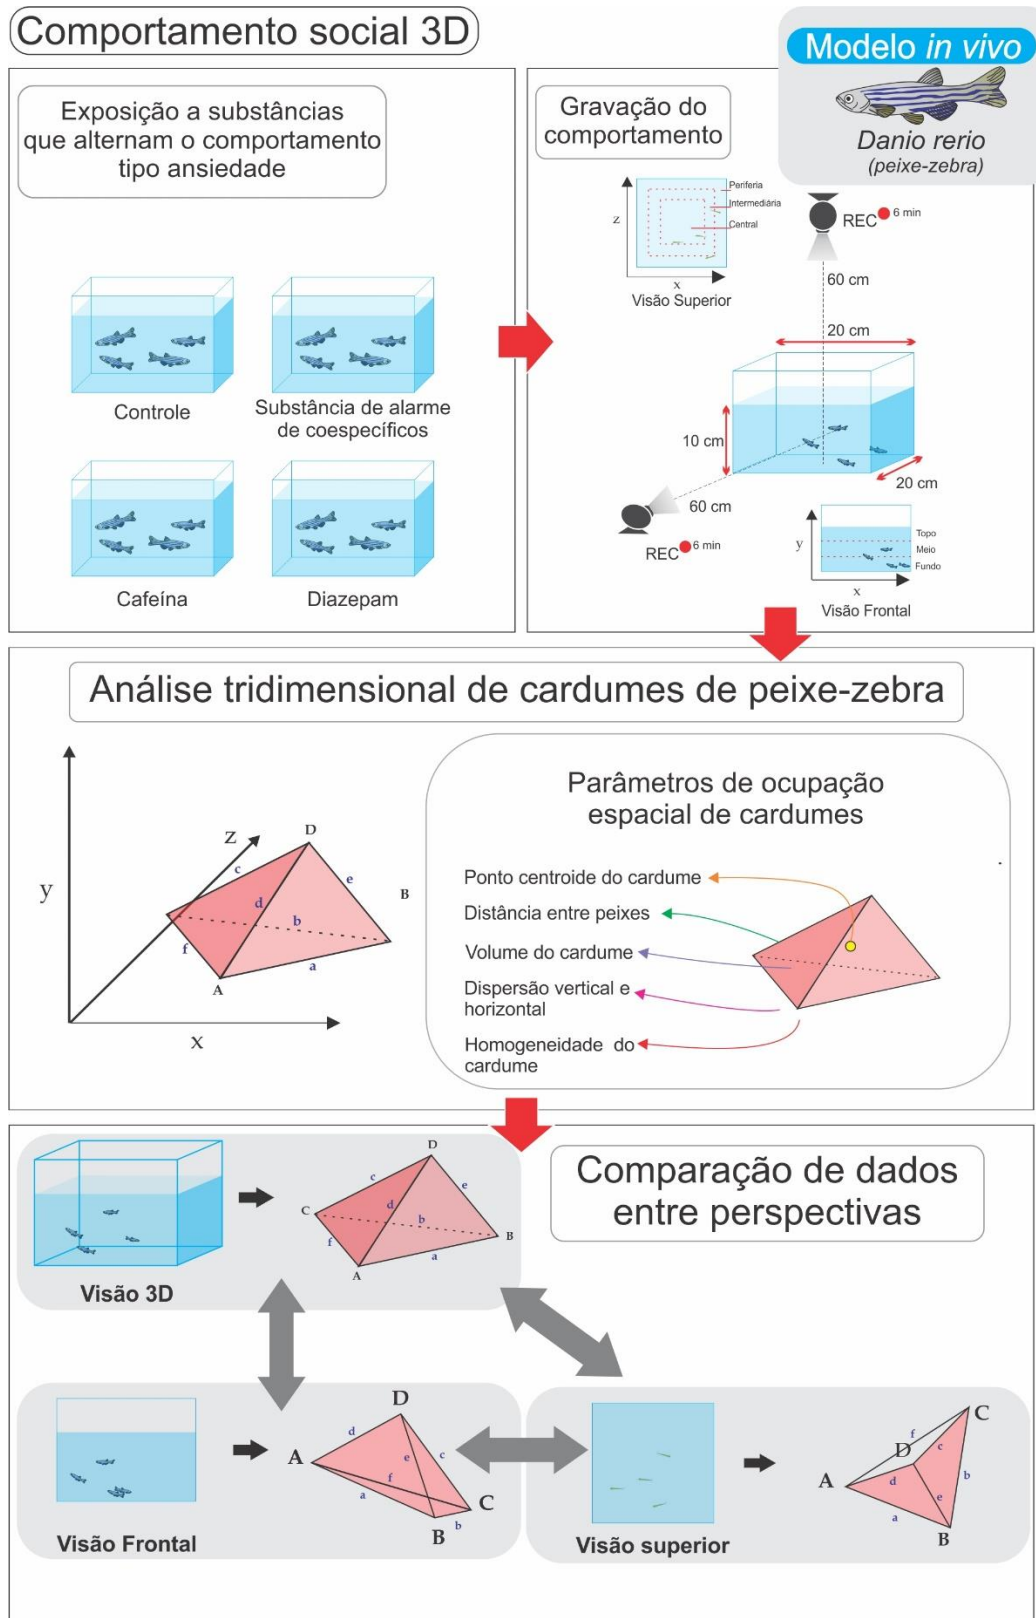 Comportamento social 3D
Modelo in vivo
Danio rerio
(peixe-zebra)
Exposição a substâncias
que alternam o comportamento
tipo ansiedade
Controle
Substância de alarme
de coespecíficos
Cafeína
Diazepam
Gravação do
comportamento
Periferia
Intermediária
Central
z
x
Visão Superior
REC 6 min
60 cm
20 cm
10 cm
20 cm
60 cm
REC 6 min
Topo
Meio
Fundo
y
x
Visão Frontal
Análise tridimensional de cardumes de peixe-zebra
y
z
x
D
c
e
B
d
b
f
a
A
Parâmetros de ocupação
espacial de cardumes
Ponto centroide do cardume
Distância entre peixes
Volume do cardume
Dispersão vertical e
horizontal
Homogeneidade do
cardume
Comparação de dados
entre perspectivas
D
c
e
C
d
b
B
f
a
A
Visão 3D
D
d
A
e
c
f
a
C
B
b
Visão Frontal
C
f
D
c
A
d
b
e
a
B
Visão superior